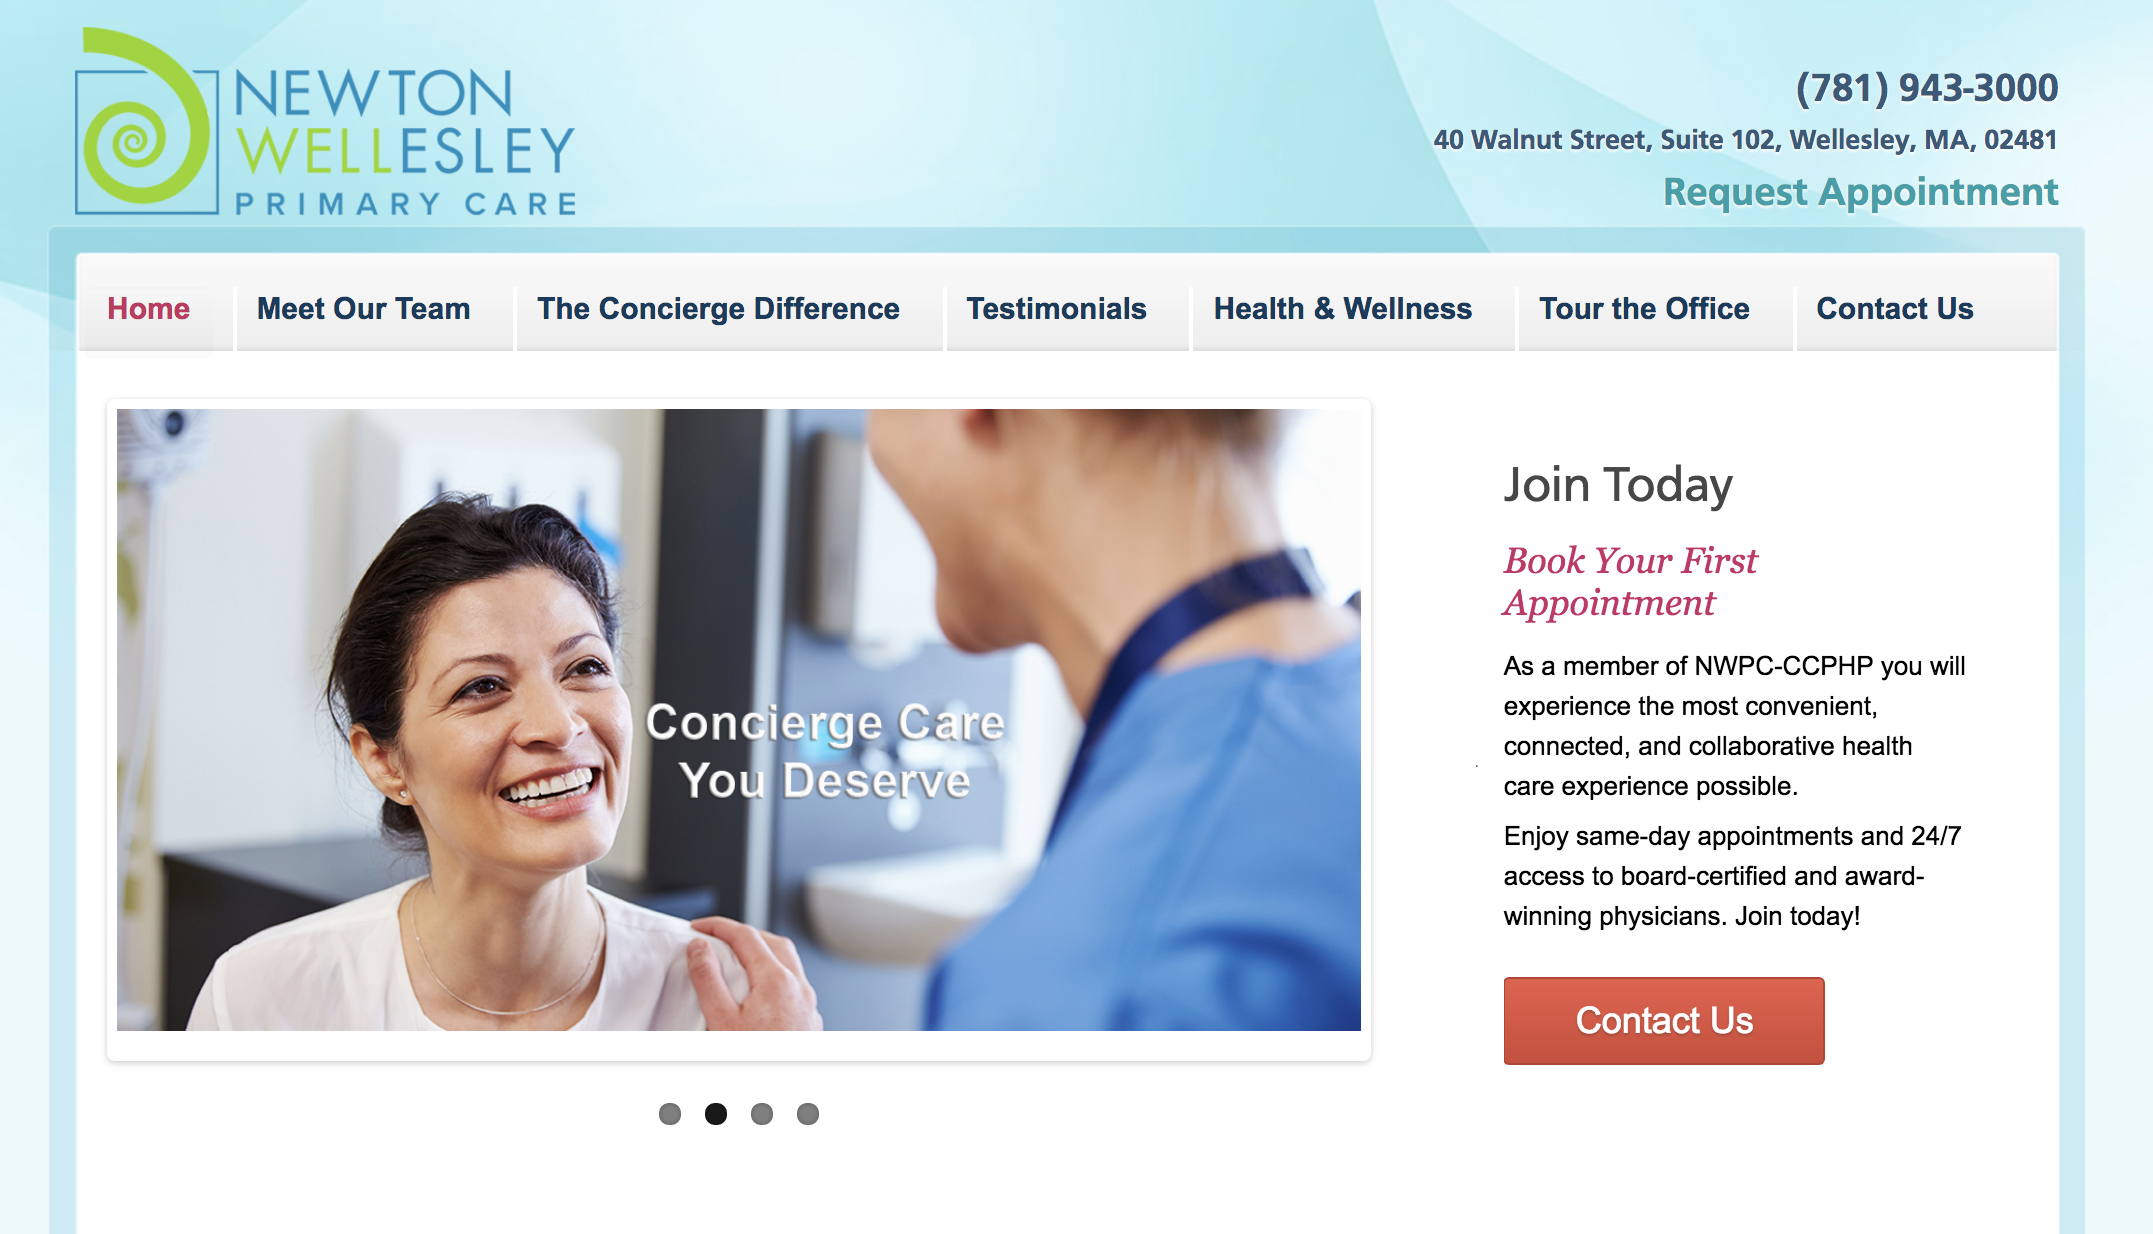 NEWTON
WELLESLEY
PRIMARY CARE
(781) 943-3000
40 Walnut Street, Suite 102, Wellesley, MA, 02481
Request Appointment
Home Meet Our Team The Concierge Difference Testimonials Health & Wellness Tour the Office Contact Us
Concierge Care
You Deserve
Join Today
Book Your First
Appointment
As a member of NWPC-CCPHP you will
experience the most convenient,
connected, and collaborative health
care experience possible.
Enjoy same-day appointments and 24/7
access to board-certified and award-
winning physicians. Join today!
Contact Us